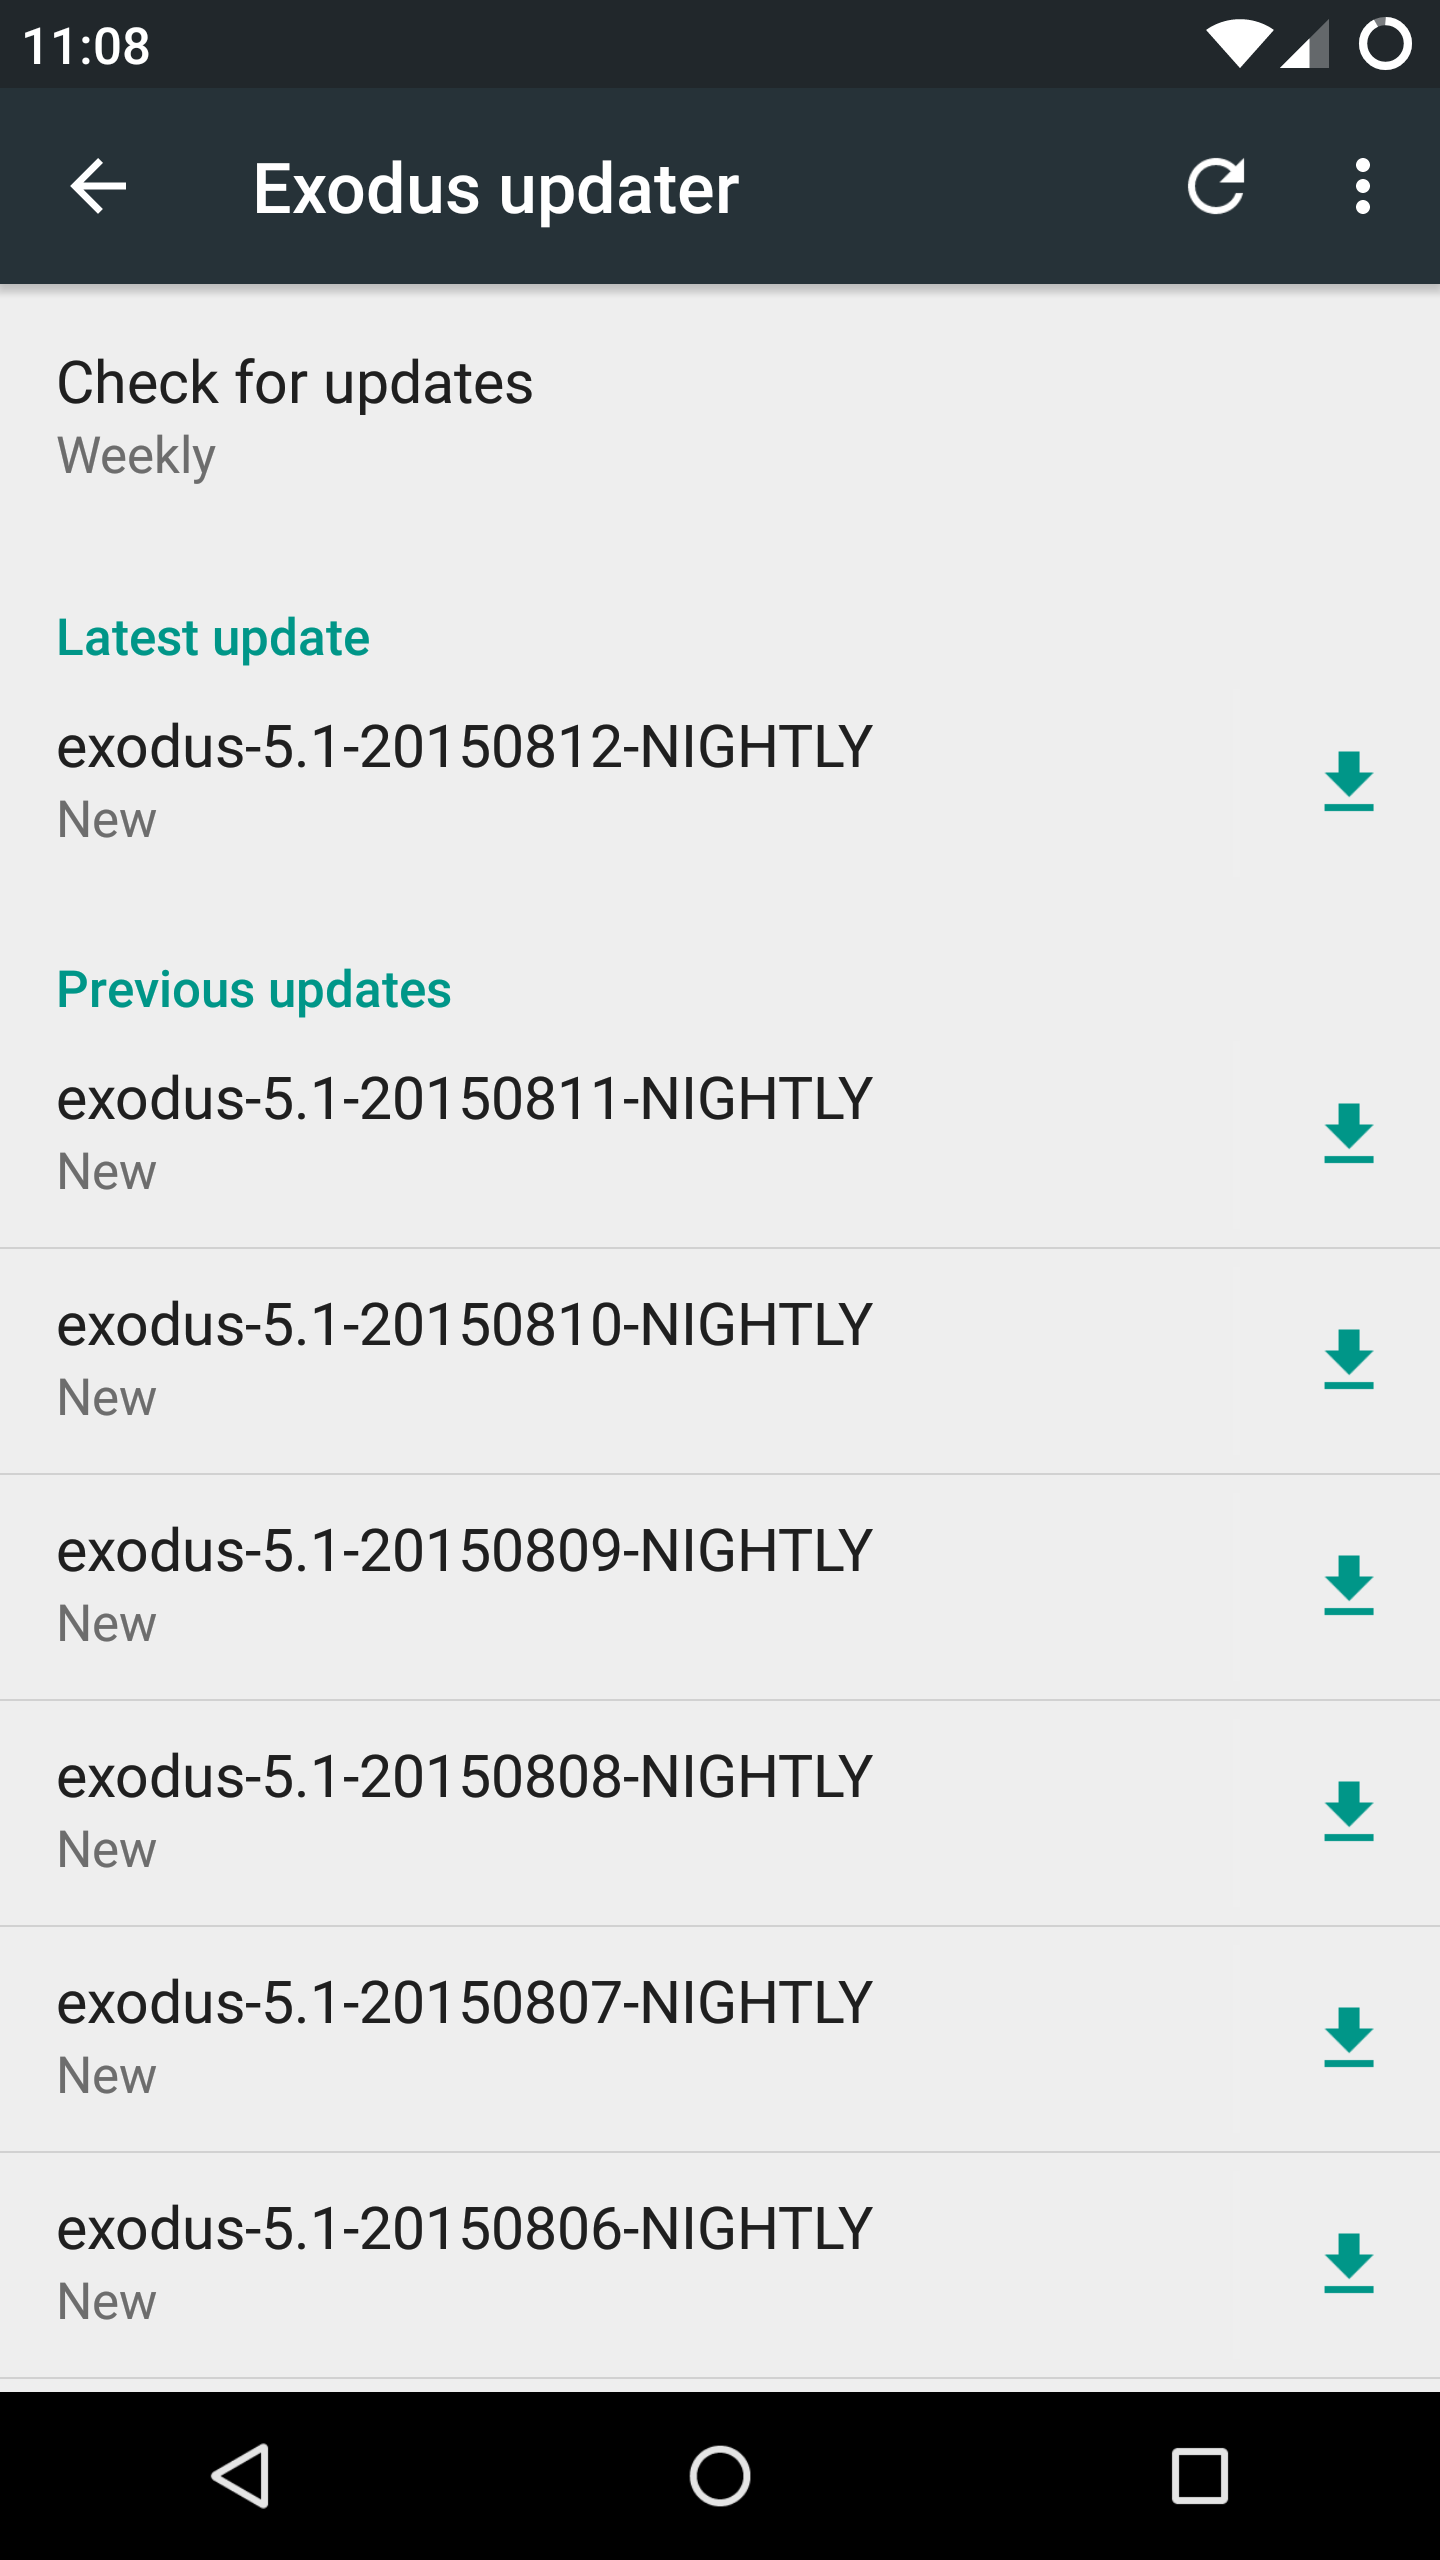 11:08
Exodus updater
Check for updates
Weekly
Latest update
exodus-5.1-20150812-NIGHTLY
New
Previous updates
exodus-5.1-20150811-NIGHTLY
New
exodus-5.1-20150810-NIGHTLY
New
exodus-5.1-20150809-NIGHTLY
New
exodus-5.1-20150808-NIGHTLY
New
exodus-5.1-20150807-NIGHTLY
New
exodus-5.1-20150806-NIGHTLY
New